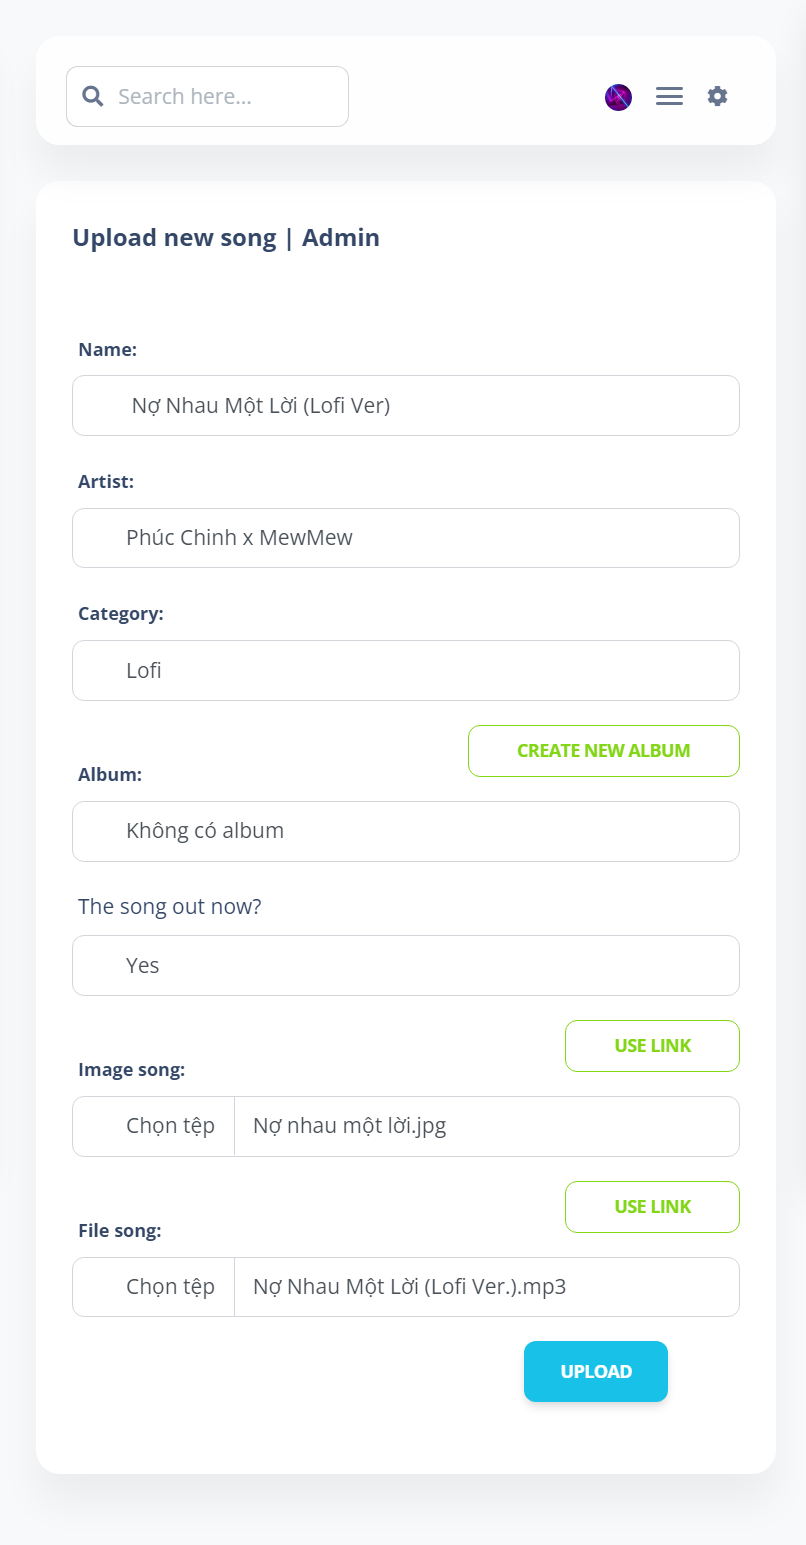 Search here...
Upload new song | Admin
Name:
Nợ Nhau Một Lời (Lofi Ver)
Artist:
Phúc Chinh x MewMew
Category:
Lofi
CREATE NEW ALBUM
Album:
Không có album
The song out now?
Yes
USE LINK
Image song:
Chọn tệp Nợ nhau một lời.jpg
USE LINK
File song:
Chọn tệp Nợ Nhau Một Lời (Lofi Ver.).mp3
UPLOAD